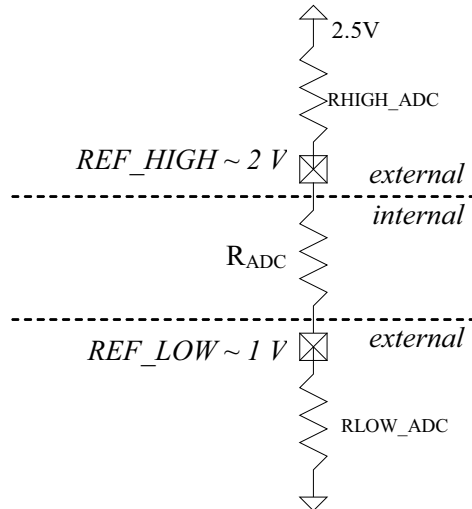 2.5V
RHIGH_ADC
REF_HIGH ~ 2 V
external
internal
RADC
external
REF_LOW ~ 1 V
RLOW_ADC